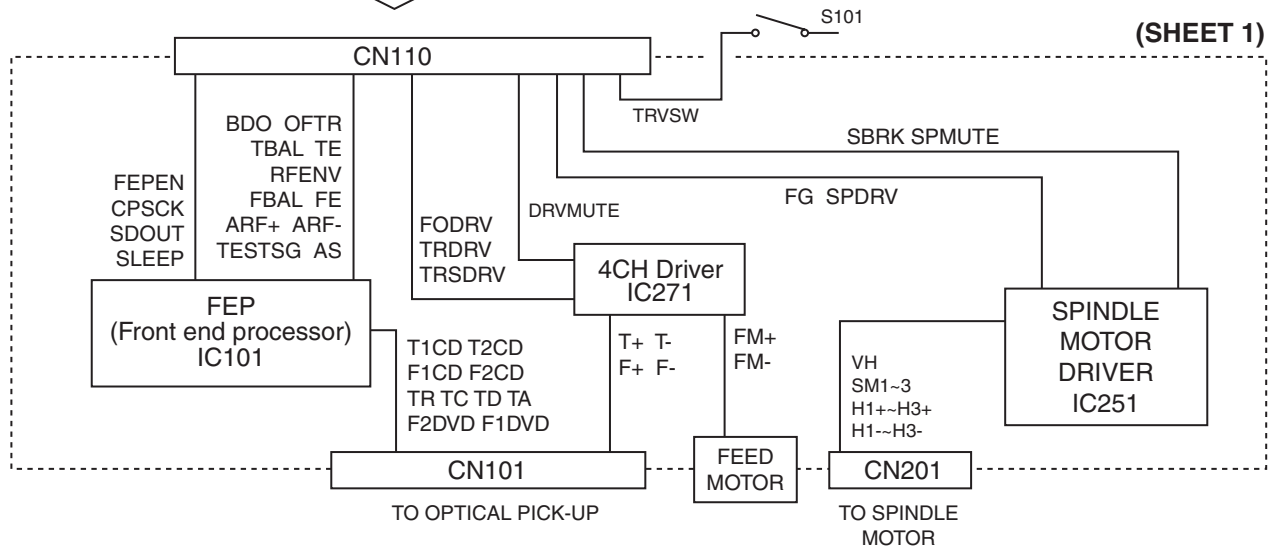 S101
(SHEET 1)
CN110
TRVSW
BDO OFTR
TBAL TE
RFENV
FBAL FE
ARF+ ARF-
TESTSG AS
FEPEN
CPSCK
SDOUT
SLEEP
FODRV
TRDRV
TRSDRV
DRVMUTE
SBRK SPMUTE
FG SPDRV
FEP
(Front end processor)
IC101
4CH Driver
IC271
SPINDLE
MOTOR
DRIVER
IC251
T1CD T2CD
F1CD F2CD
TR TC TD TA
F2DVD F1DVD
T+ T-
F+ F-
FM+
FM-
VH
SM1~3
H1+~H3+
H1-~H3-
CN101
FEED
MOTOR
CN201
TO OPTICAL PICK-UP
TO SPINDLE
MOTOR